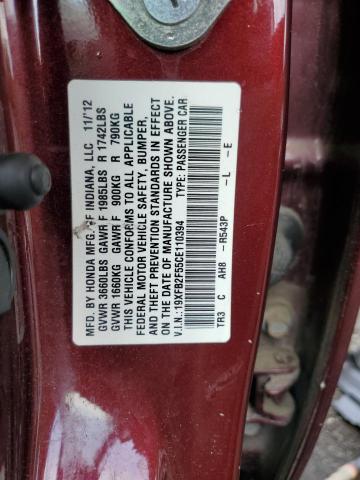 MFD. BY HONDA MFG. OF INDIANA, LLC 11/12
GVWR 3660LBS GAWR F 1985LBS R 1742LBS
GVWR 1660KG GAWR F 900KG R 790KG
THIS VEHICLE CONFORMS TO ALL APPLICABLE
FEDERAL MOTOR VEHICLE SAFETY, BUMPER,
AND THEFT PREVENTION STANDARDS IN EFFECT
ON THE DATE OF MANUFACTURE SHOWN ABOVE.
V.I.N.:19XFB2F55CE110394 TYPE: PASSENGER CAR
TR3 C AH8 -R543P -L -E